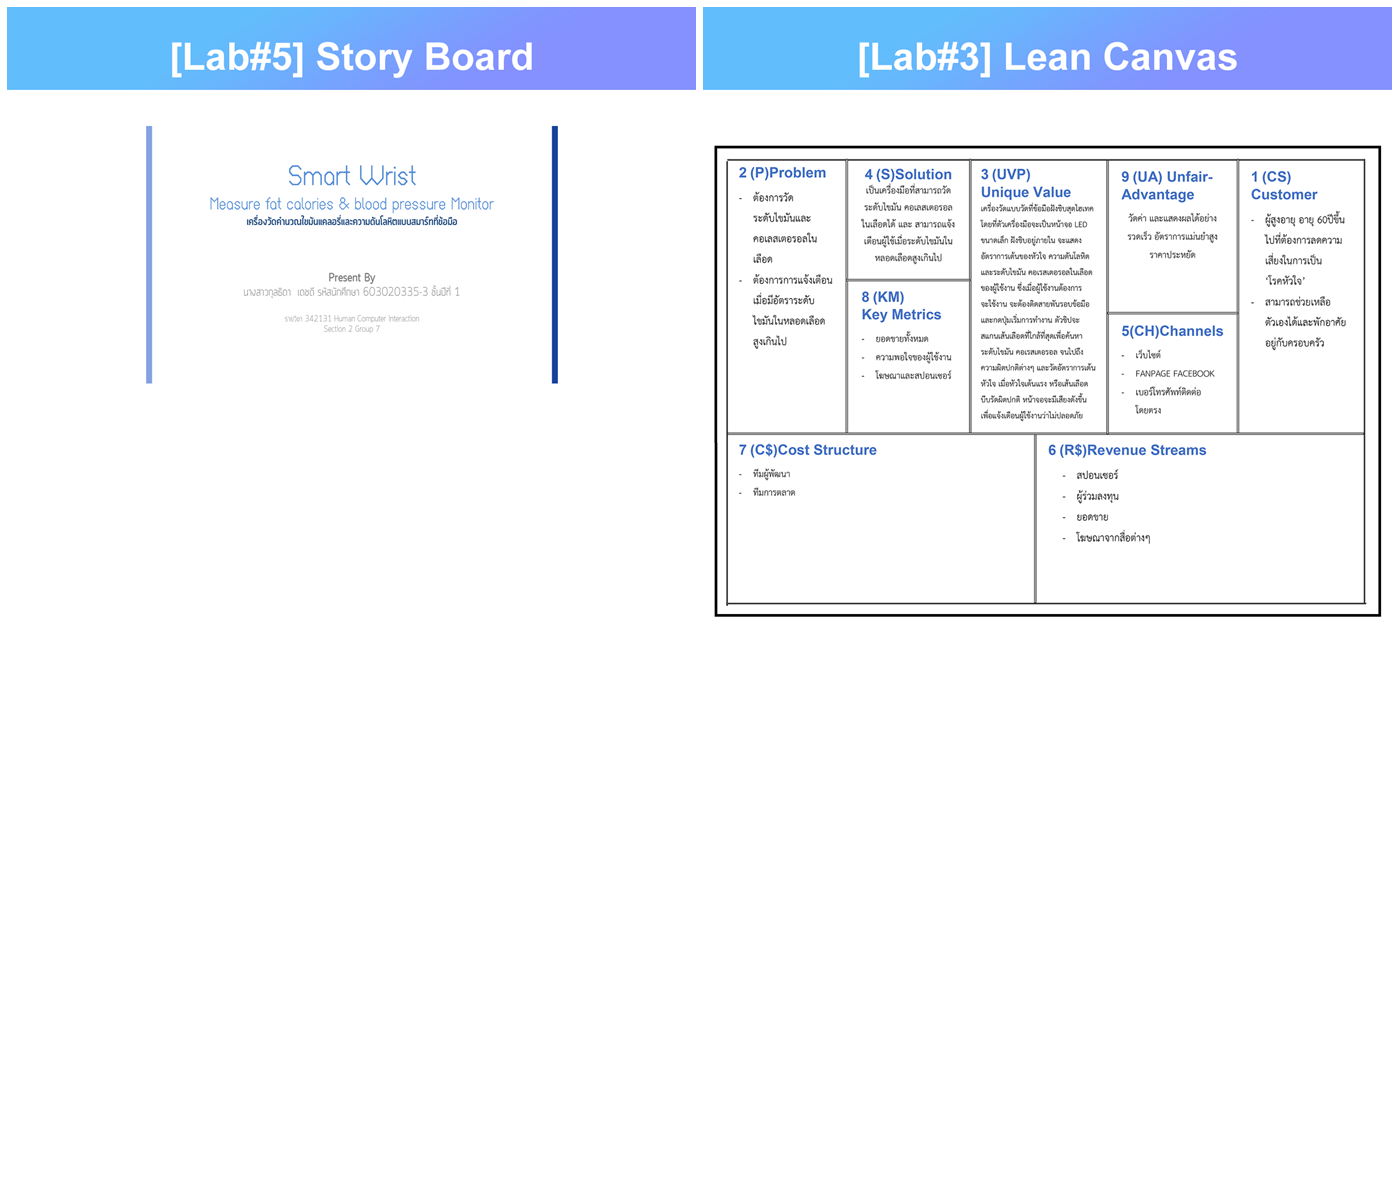 [Lab#5] Story Board
Smart Wrist
Measure fat calories & blood pressure Monitor
เครื่องวัดคำนวณไขมันแคลอรี่และความดันโลหิตแบบสมาร์ทที่ข้อมือ
Present By
นางสาวกุลธิดา เดชดี รหัสนักศึกษา 603020335-3 ชั้นปีที่ 1
รายวิชา 342131 Human Computer Interaction
Section 2 Group 7
[Lab#3] Lean Canvas
2 (P)Problem
- ต้องการวัด
ระดับไขมันและ
คอเลสเตอรอลใน
เลือด
- ต้องการการแจ้งเตือน
เมื่อมีอัตราระดับ
ไขมันในหลอดเลือด
สูงเกินไป
4 (S)Solution
เป็นเครื่องมือที่สามารถวัด
ระดับไขมัน คอเลสเตอรอล
ในเลือดได้ และ สามารถแจ้ง
เตือนผู้ใช้เมื่อระดับไขมันใน
หลอดเลือดสูงเกินไป
8 (KM)
Key Metrics
- ยอดขายทั้งหมด
- ความพอใจของผู้ใช้งาน
- โฆษณาและสปอนเซอร์
3 (UVP)
Unique Value
เครื่องวัดแบบวัดที่ข้อมือฝังชิบสุดไฮเทค
โดยที่ตัวเครื่องมือจะเป็นหน้าจอ LED
ขนาดเล็ก ฝังชิบอยู่ภายใน จะแสดง
อัตราการเต้นของหัวใจ ความดันโลหิต
และระดับไขมัน คอเรสเตอรอลในเลือด
ของผู้ใช้งาน ซึ่งเมื่อผู้ใช้งานต้องการ
จะใช้งาน จะต้องติดสายพันรอบข้อมือ
และกดปุ่มเริ่มการทำงาน ตัวชิปจะ
สแกนเส้นเลือดที่ใกล้ที่สุดเพื่อค้นหา
ระดับไขมัน คอเรสเตอรอล จนไปถึง
ความผิดปกติต่างๆ และวัดอัตราการเต้น
หัวใจ เมื่อหัวใจเต้นแรง หรือเส้นเลือด
บีบรัดผิดปกติ หน้าจอจะมีเสียงดังขึ้น
เพื่อแจ้งเตือนผู้ใช้งานว่าไม่ปลอดภัย
9 (UA) Unfair-
Advantage
วัดค่า และแสดงผลได้อย่าง
รวดเร็ว อัตราการแม่นยำสูง
ราคาประหยัด
5(CH)Channels
- เว็บไซต์
- FANPAGE FACEBOOK
- เบอร์โทรศัพท์ติดต่อ
โดยตรง
1 (CS)
Customer
- ผู้สูงอายุ อายุ 60ปีขึ้น
ไปที่ต้องการลดความ
เสี่ยงในการเป็น
‘โรคหัวใจ’
- สามารถช่วยเหลือ
ตัวเองได้และพักอาศัย
อยู่กับครอบครัว
7 (C$)Cost Structure
- ทีมผู้พัฒนา
- ทีมการตลาด
6 (R$)Revenue Streams
- สปอนเซอร์
- ผู้ร่วมลงทุน
- ยอดขาย
- โฆษณาจากสื่อต่างๆ